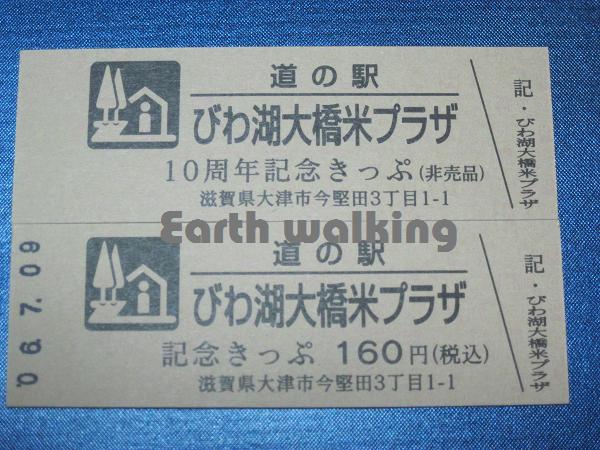 道の駅
びわ湖大橋米プラザ
10周年記念きっぷ(非売品)
滋賀県大津市今堅田3丁目1-1
記・びわ湖大橋米プラザ
Earth walking
道の駅
びわ湖大橋米プラザ
記念きっぷ 160円(税込)
滋賀県大津市今堅田3丁目1-1
記・びわ湖大橋米プラザ
'06.7.09